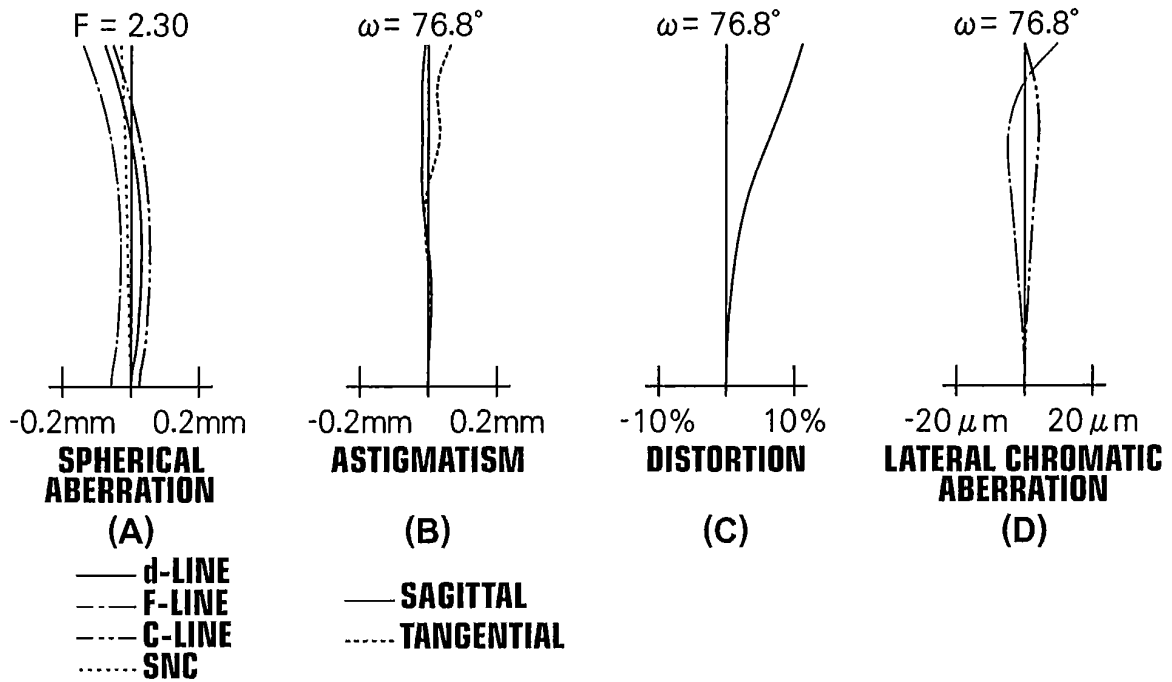 F = 2.30
ω= 76.8°
ω= 76.8°
ω= 76.8°
-0.2mm 0.2mm
-0.2mm 0.2mm
-10% 10%
-20 μm 20 μm
SPHERICAL
ABERRATION
ASTIGMATISM
DISTORTION
LATERAL CHROMATIC
ABERRATION
(A)
(B)
(C)
(D)
d-LINE
F-LINE
C-LINE
SNC
SAGITTAL
TANGENTIAL